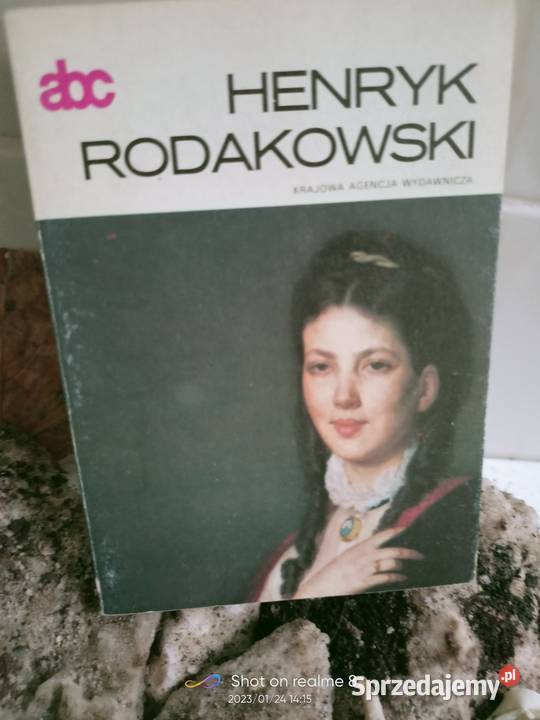 abc
HENRYK
RODAKOWSKI
KRAJOWA AGENCJA WYDAWNICZA
Shot on realme 8
2023/01/24 14:15
Sprzedajemy.pl